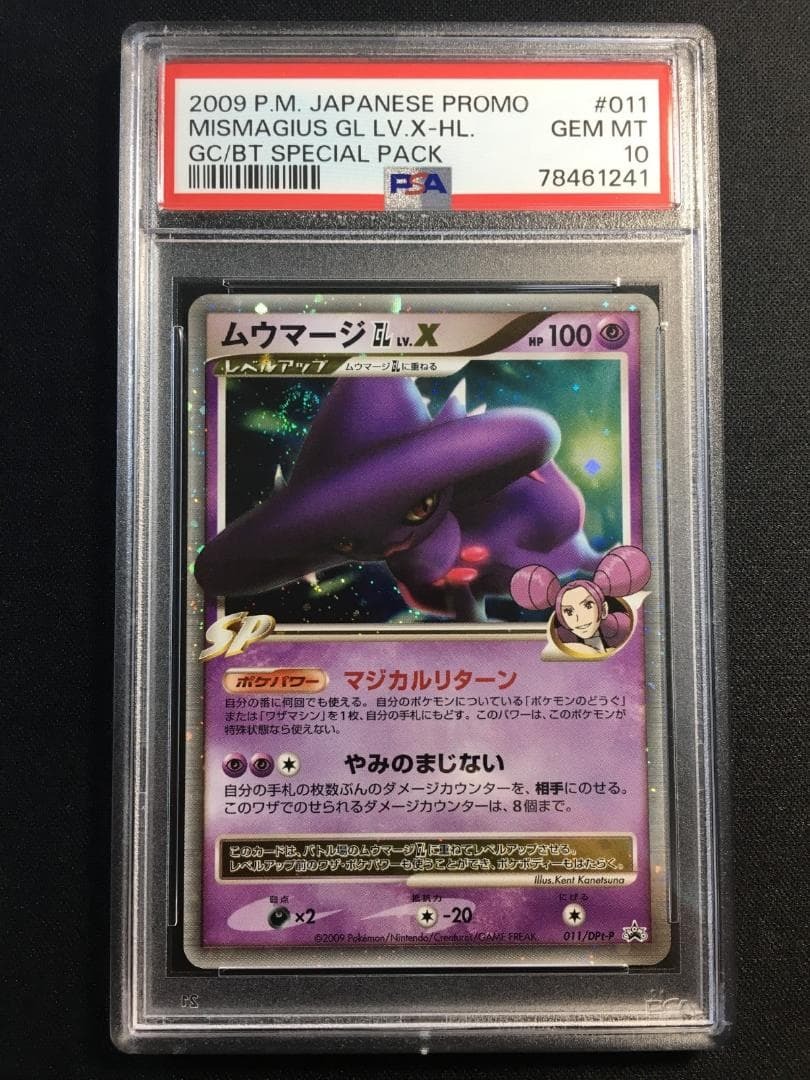 2009 P.M. JAPANESE PROMO #011
MISMAGIUS GL LV.X-HL. GEM MT
GC/BT SPECIAL PACK 10
PSA 78461241
ムウマージ GL LV.X HP 100
レベルアップ ムウマージGLに重ねる
SP
ポケパワー マジカルリターン
自分の番に何回でも使える。自分のポケモンについている「ポケモンのどうぐ」
または「ワザマシン」を1枚、自分の手札にもどす。このパワーは、このポケモンが
特殊状態なら使えない。
やみのまじない
自分の手札の枚数ぶんのダメージカウンターを、相手にのせる。
このワザでのせられるダメージカウンターは、8個まで。
このカードは、バトル場のムウマージGLに重ねてレベルアップさせる。
レベルアップ前のワザ・ポケパワーも使うことができ、ポケボディーもはたらく。
Illus.Kent Kanetsuna
弱点 抵抗力 にげる
×2 -20
©2009 Pokémon/Nintendo/Creatures/GAME FREAK 011/DPt-P